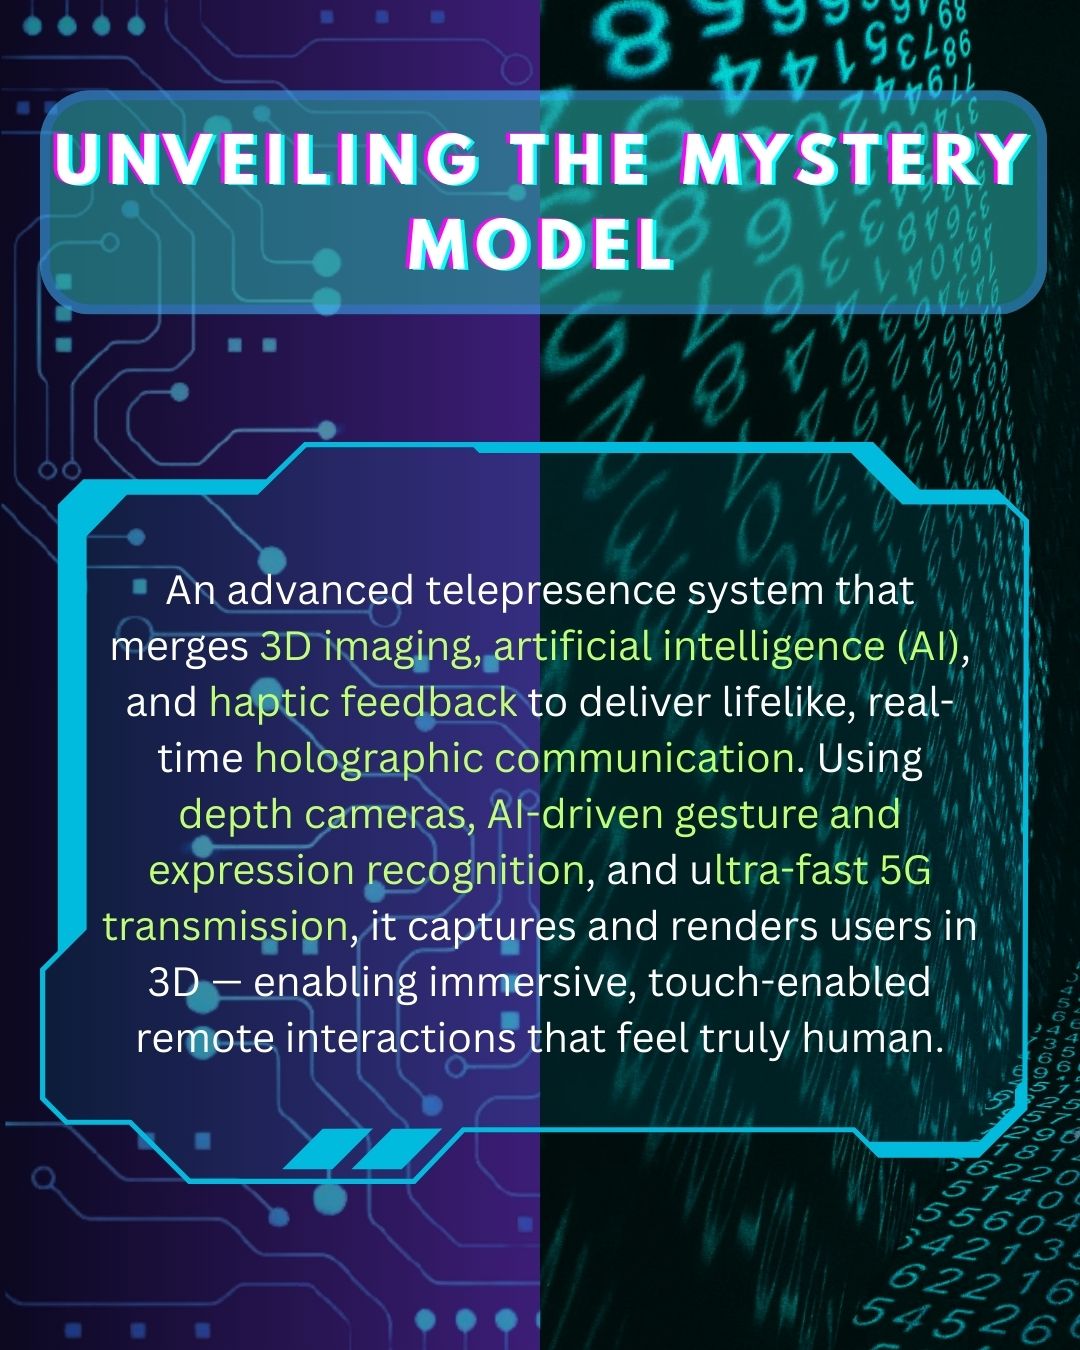 UNVEILING THE MYSTERY
MODEL
An advanced telepresence system that
merges 3D imaging, artificial intelligence (AI),
and haptic feedback to deliver lifelike, real-
time holographic communication. Using
depth cameras, AI-driven gesture and
expression recognition, and ultra-fast 5G
transmission, it captures and renders users in
3D — enabling immersive, touch-enabled
remote interactions that feel truly human.